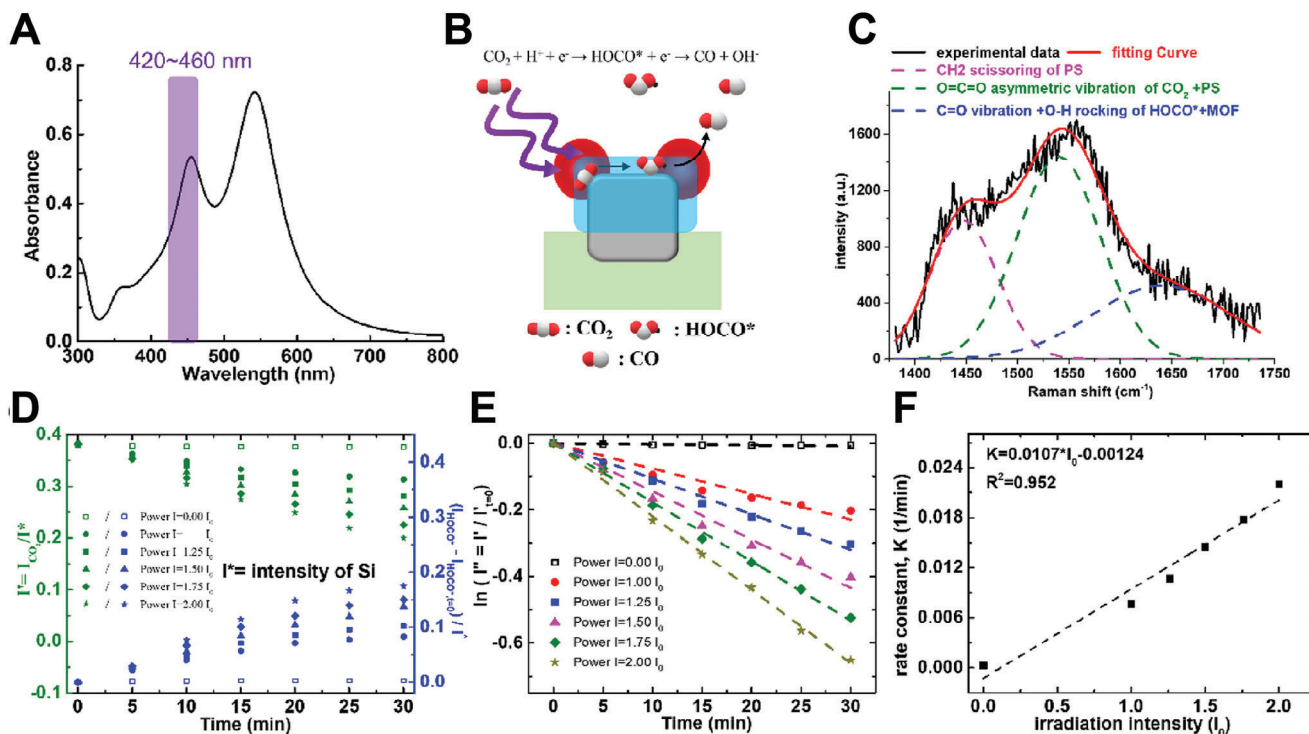 A
420~460 nm
0.8
0.6
0.4
0.2
0.0
Absorbance
300 400 500 600 700 800
Wavelength (nm)
B
CO₂ + H⁺ + e⁻ → HOCO* + e⁻ → CO + OH⁻
: CO₂ : HOCO*
: CO
C
experimental data fitting Curve
CH2 scissoring of PS
O=C=O asymmetric vibration of CO₂ +PS
C=O vibration +O-H rocking of HOCO*+MOF
1600
1400
1200
1000
800
600
400
200
0
intensity (a.u.)
1400 1450 1500 1550 1600 1650 1700 1750
Raman shift (cm⁻¹)
D
0.4
0.3
0.2
0.1
0.0
-0.1
I'= I_CO₂/I*
/ Power I=0.00 I₀
/ Power I= I₀
/ Power I 1.25 I₀
/ Power I=1.50 I₀
/ Power I=1.75 I₀
/ Power I=2.00 I₀
I*= intensity of Si
0.4
0.3
0.2
0.1
0.0
0 5 10 15 20 25 30
Time (min)
E
0.0
-0.2
-0.4
-0.6
ln ( I'' = I' / I'ₜ₌₀)
Power I=0.00 I₀
Power I=1.00 I₀
Power I=1.25 I₀
Power I=1.50 I₀
Power I=1.75 I₀
Power I=2.00 I₀
0 5 10 15 20 25 30
Time (min)
F
K=0.0107*I₀-0.00124
R²=0.952
0.024
0.018
0.012
0.006
0.000
rate constant, K (1/min)
0.0 0.5 1.0 1.5 2.0
irradiation intensity (I₀)